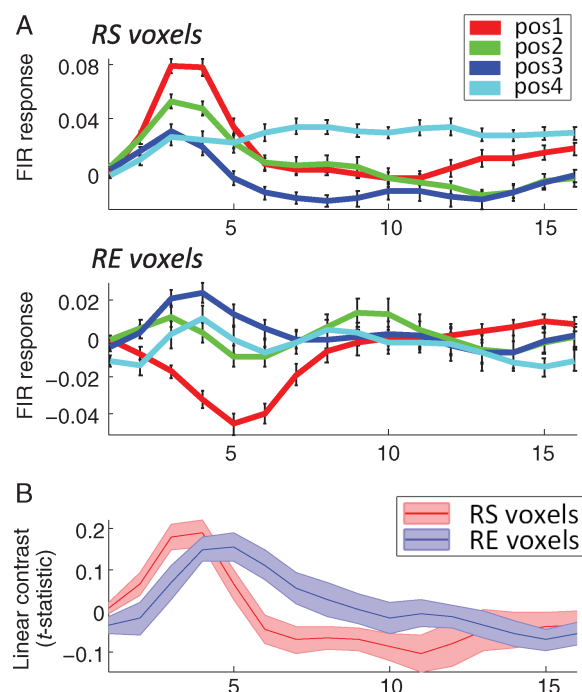 A
RS voxels
pos1
pos2
pos3
pos4
FIR response
0.08
0.04
0
5
10
15
RE voxels
FIR response
0.02
0
−0.02
−0.04
5
10
15
B
RS voxels
RE voxels
Linear contrast
(t-statistic)
0.2
0.1
0
−0.1
5
10
15